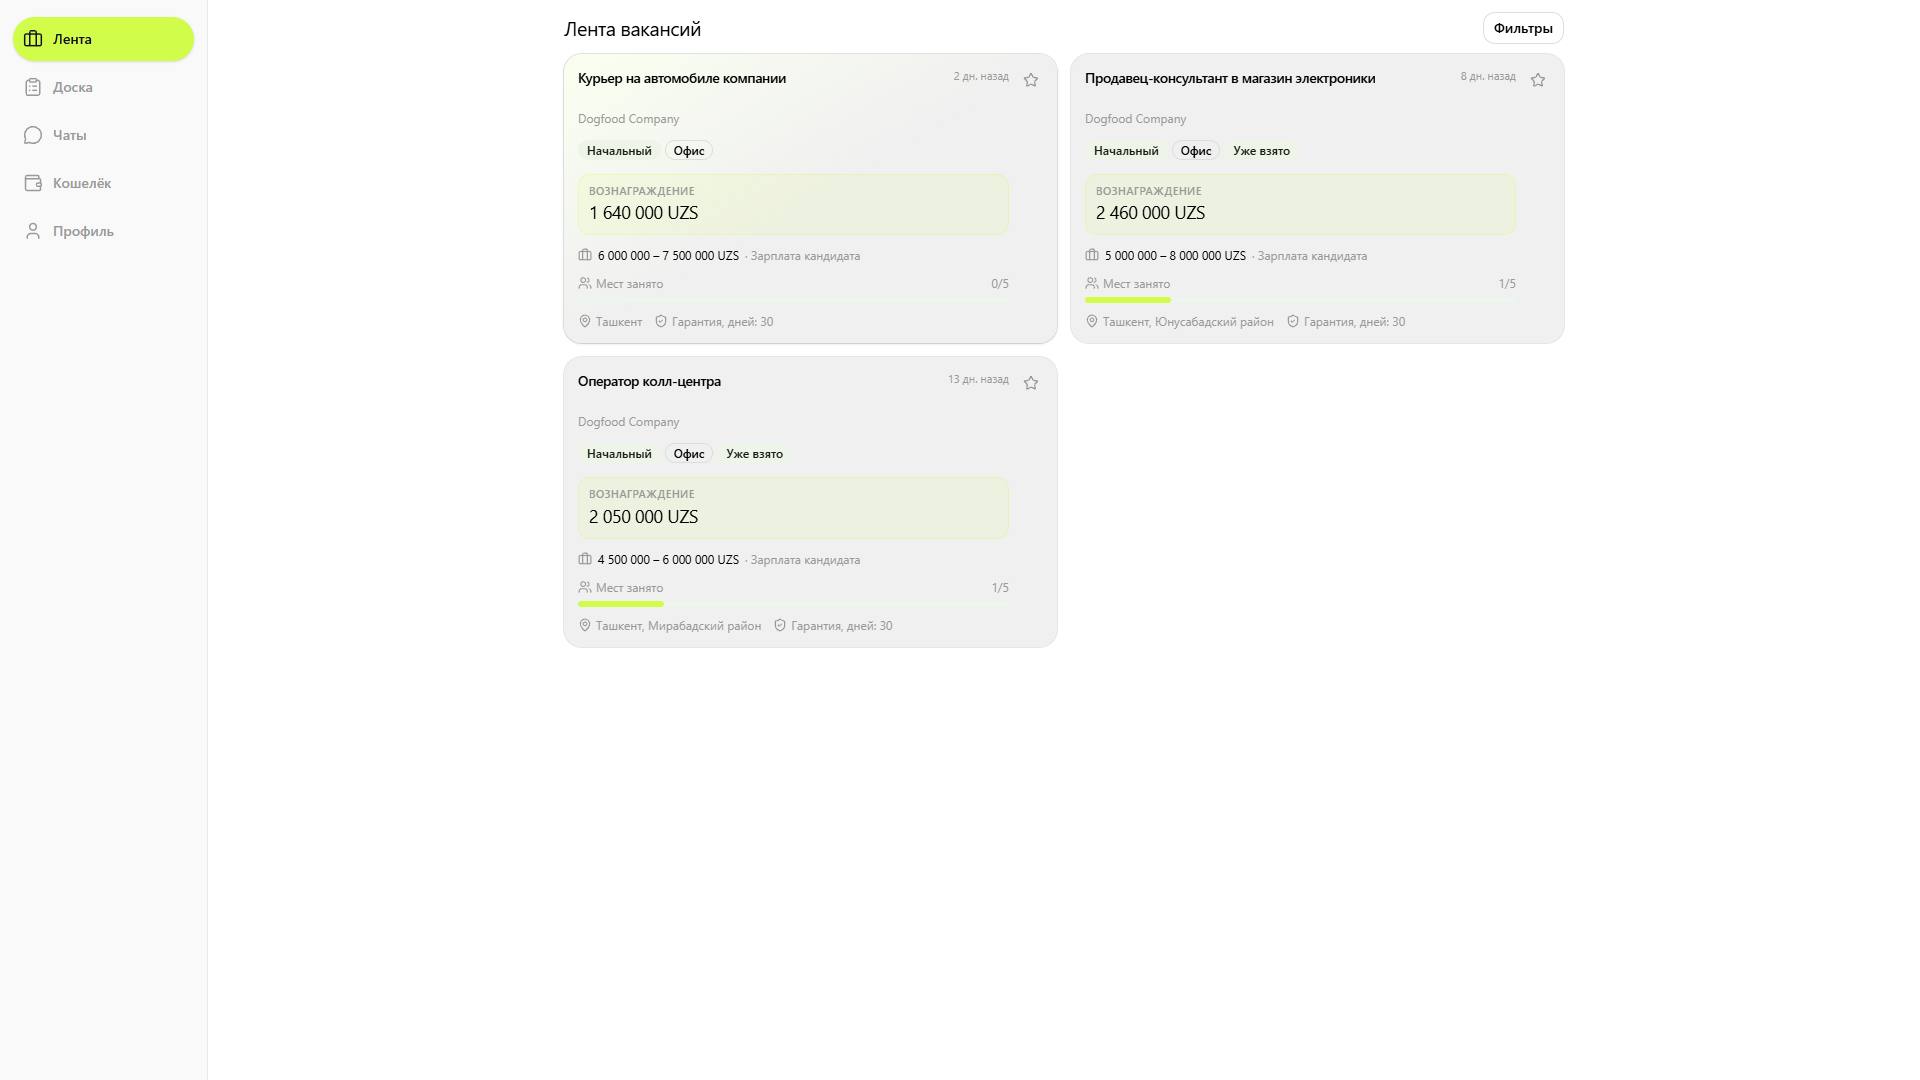 Лента
Доска
Чаты
Кошелёк
Профиль
Лента вакансий
Фильтры
Курьер на автомобиле компании
2 дн. назад
Dogfood Company
Начальный Офис
ВОЗНАГРАЖДЕНИЕ
1 640 000 UZS
6 000 000 – 7 500 000 UZS · Зарплата кандидата
Мест занято 0/5
Ташкент Гарантия, дней: 30
Продавец-консультант в магазин электроники
8 дн. назад
Dogfood Company
Начальный Офис Уже взято
ВОЗНАГРАЖДЕНИЕ
2 460 000 UZS
5 000 000 – 8 000 000 UZS · Зарплата кандидата
Мест занято 1/5
Ташкент, Юнусабадский район Гарантия, дней: 30
Оператор колл-центра
13 дн. назад
Dogfood Company
Начальный Офис Уже взято
ВОЗНАГРАЖДЕНИЕ
2 050 000 UZS
4 500 000 – 6 000 000 UZS · Зарплата кандидата
Мест занято 1/5
Ташкент, Мирабадский район Гарантия, дней: 30